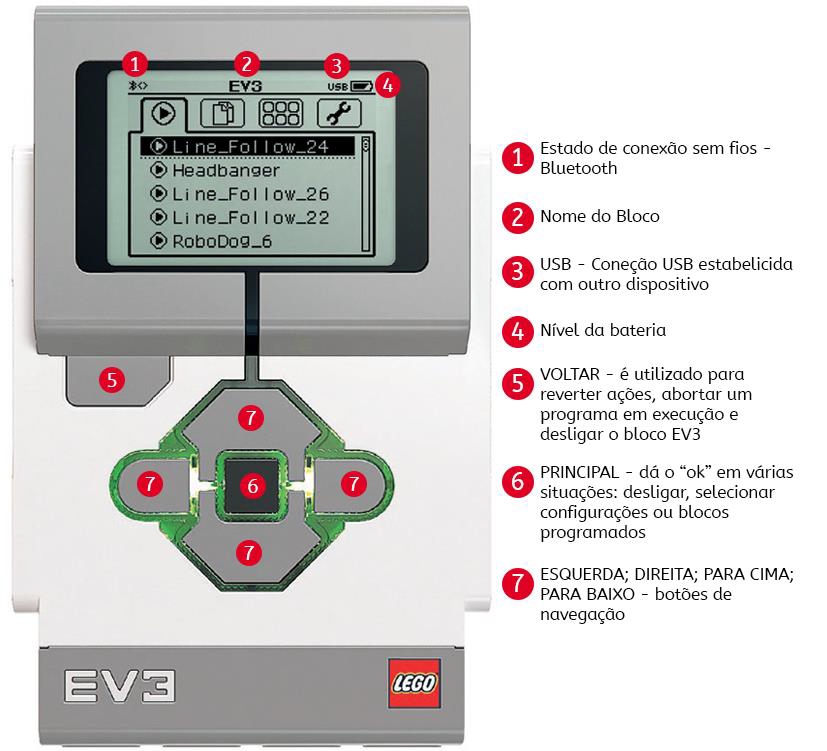 1
2
3
4
EV3
USB
Line_Follow_24
Headbanger
Line_Follow_26
Line_Follow_22
RoboDog_6
5
7
7
6
7
7
EV3
LEGO
1 Estado de conexão sem fios -
Bluetooth
2 Nome do Bloco
3 USB - Coneção USB estabelicida
com outro dispositivo
4 Nível da bateria
5 VOLTAR - é utilizado para
reverter ações, abortar um
programa em execução e
desligar o bloco EV3
6 PRINCIPAL - dá o “ok” em várias
situações: desligar, selecionar
configurações ou blocos
programados
7 ESQUERDA; DIREITA; PARA CIMA;
PARA BAIXO - botões de
navegação